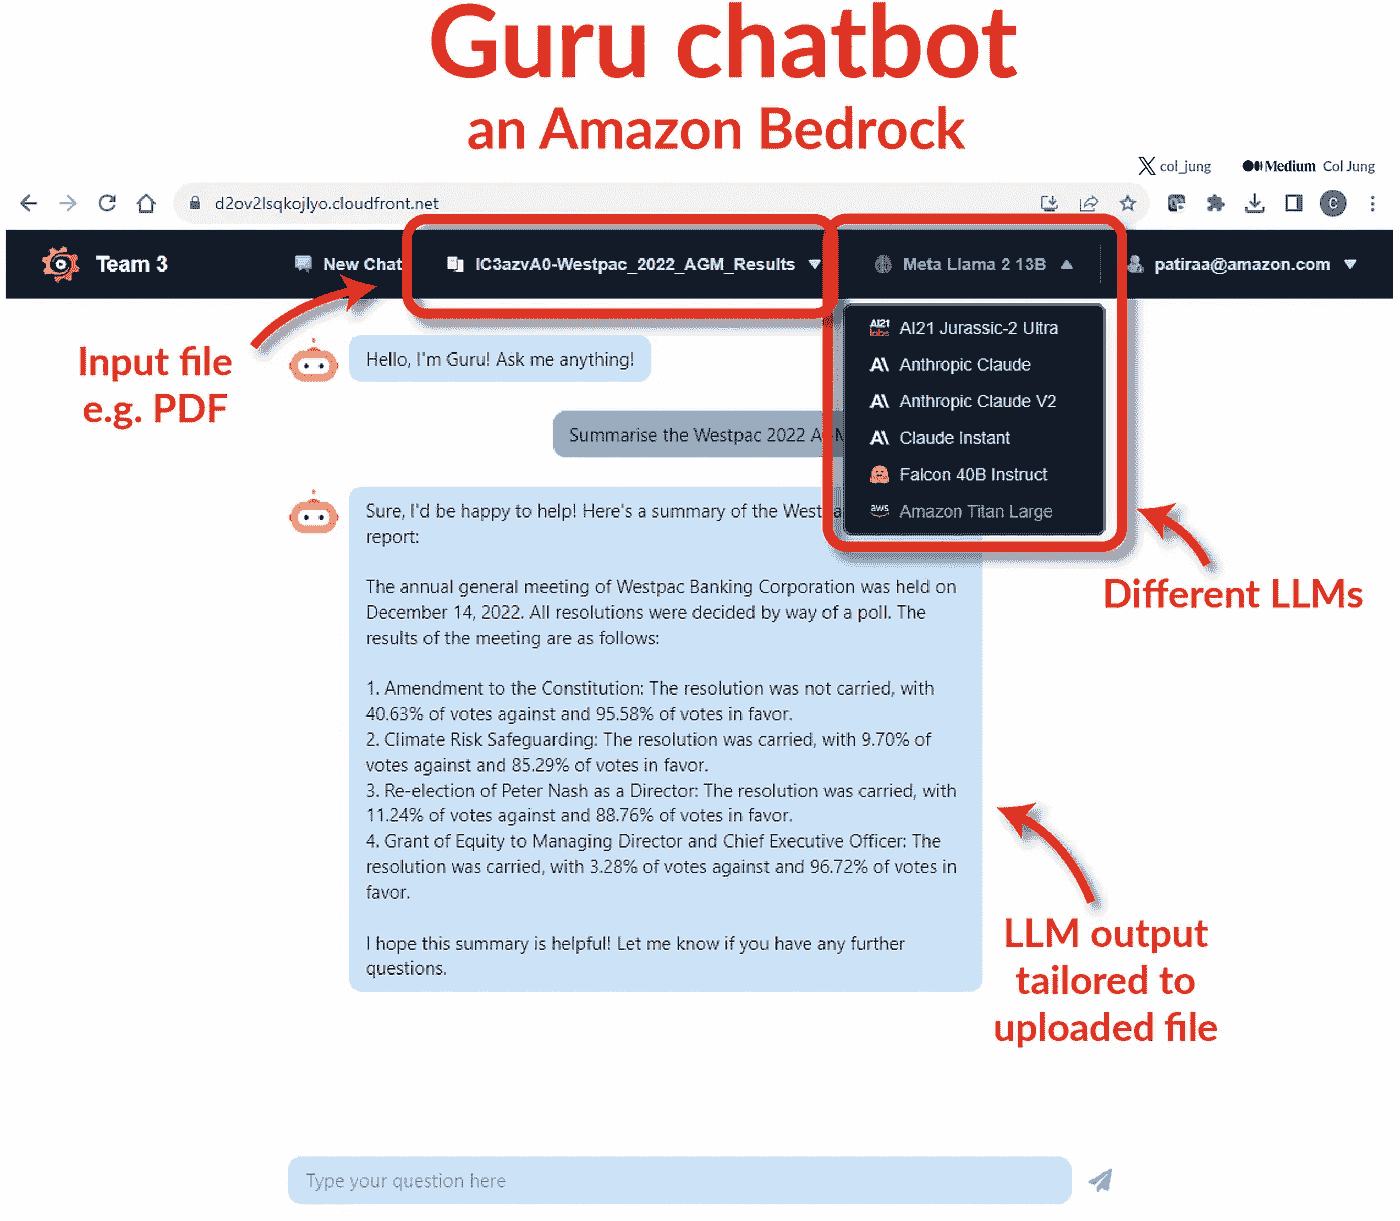 Guru chatbot
an Amazon Bedrock
col_jung Medium Col Jung
d2ov2lsqkojlyo.cloudfront.net
C
Team 3 New Chat IC3azvA0-Westpac_2022_AGM_Results Meta Llama 2 13B patiraa@amazon.com
AI21 labs AI21 Jurassic-2 Ultra
Anthropic Claude
Anthropic Claude V2
Claude Instant
Falcon 40B Instruct
aws Amazon Titan Large
Input file
e.g. PDF
Hello, I'm Guru! Ask me anything!
Summarise the Westpac 2022
Different LLMs
Sure, I'd be happy to help! Here's a summary of the
report:
The annual general meeting of Westpac Banking Corporation was held on
December 14, 2022. All resolutions were decided by way of a poll. The
results of the meeting are as follows:
1. Amendment to the Constitution: The resolution was not carried, with
40.63% of votes against and 95.58% of votes in favor.
2. Climate Risk Safeguarding: The resolution was carried, with 9.70% of
votes against and 85.29% of votes in favor.
3. Re-election of Peter Nash as a Director: The resolution was carried, with
11.24% of votes against and 88.76% of votes in favor.
4. Grant of Equity to Managing Director and Chief Executive Officer: The
resolution was carried, with 3.28% of votes against and 96.72% of votes in
favor.
I hope this summary is helpful! Let me know if you have any further
questions.
LLM output
tailored to
uploaded file
Type your question here